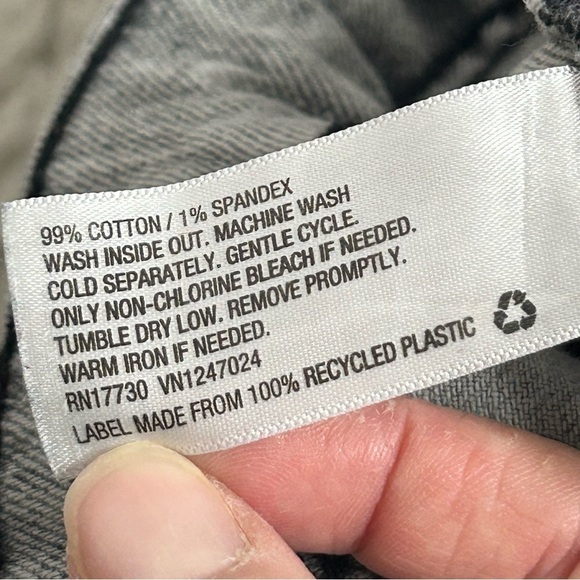 99% COTTON / 1% SPANDEX
WASH INSIDE OUT. MACHINE WASH
COLD SEPARATELY. GENTLE CYCLE.
ONLY NON-CHLORINE BLEACH IF NEEDED.
TUMBLE DRY LOW. REMOVE PROMPTLY.
WARM IRON IF NEEDED.
RN17730 VN1247024
LABEL MADE FROM 100% RECYCLED PLASTIC